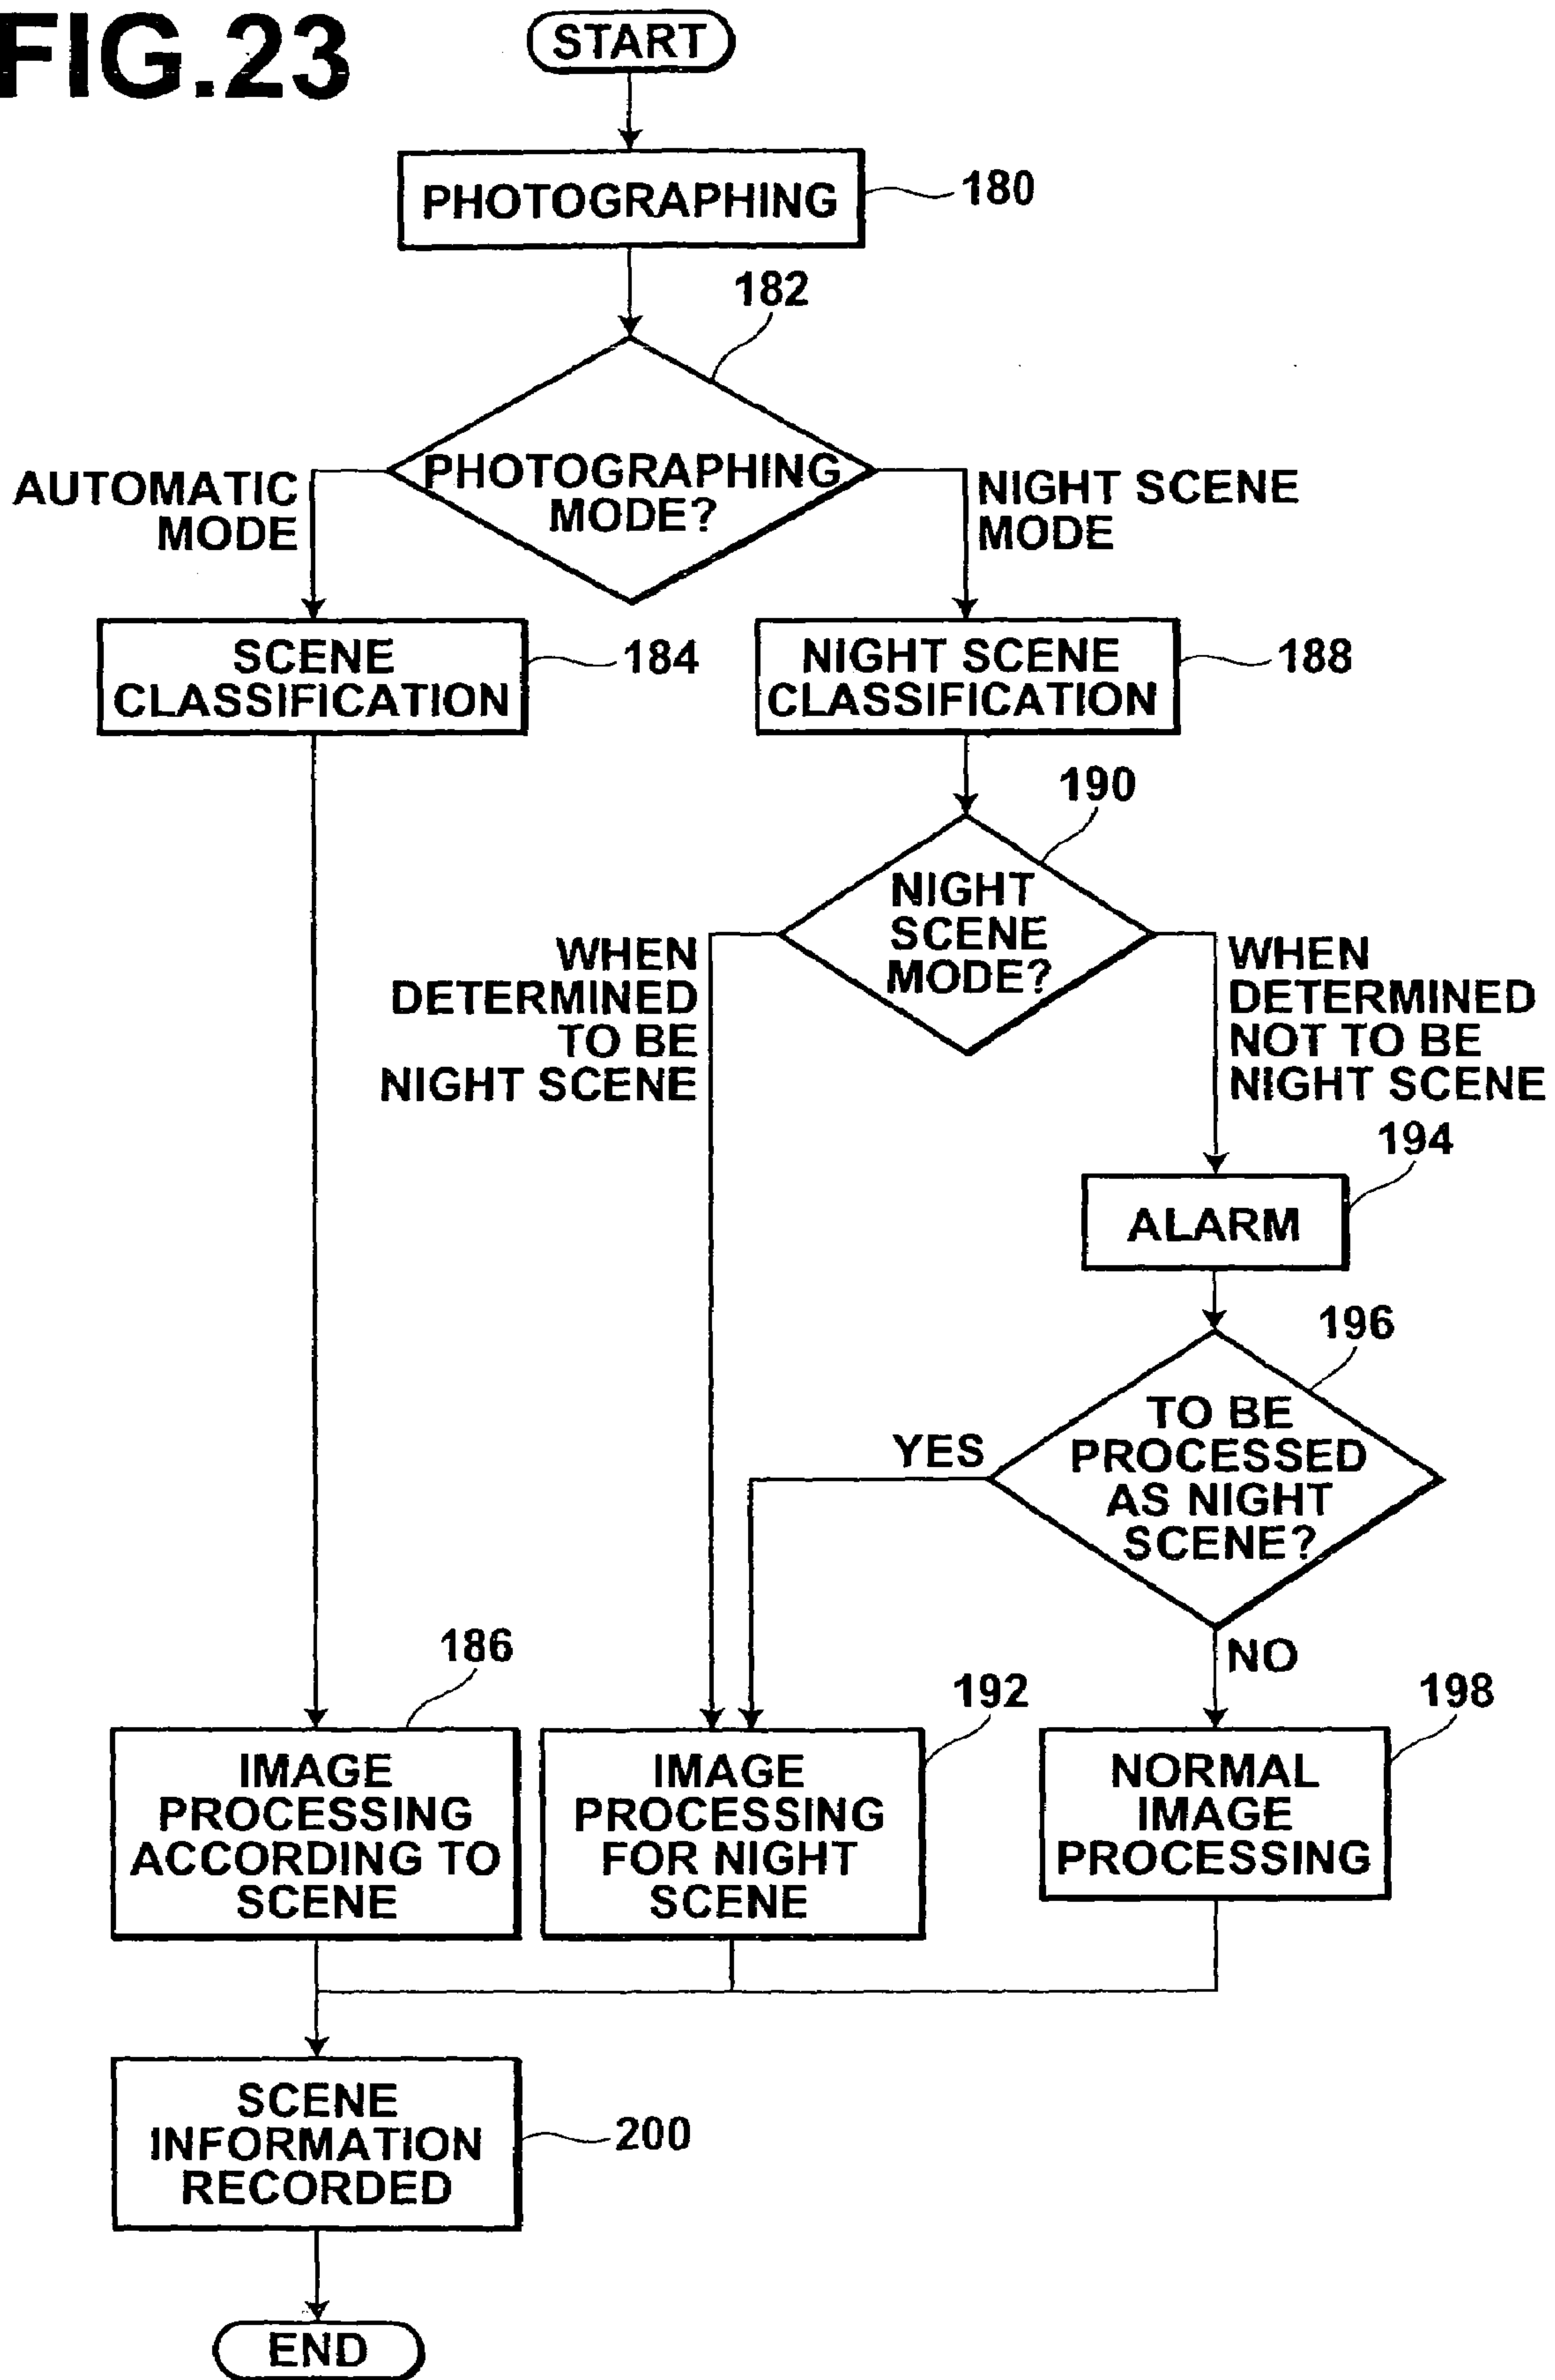 FIG.23
START
PHOTOGRAPHING
180
182
PHOTOGRAPHING
MODE?
AUTOMATIC
MODE
NIGHT SCENE
MODE
SCENE
CLASSIFICATION
184
NIGHT SCENE
CLASSIFICATION
188
190
NIGHT
SCENE
MODE?
WHEN
DETERMINED
TO BE
NIGHT SCENE
WHEN
DETERMINED
NOT TO BE
NIGHT SCENE
194
ALARM
196
TO BE
PROCESSED
AS NIGHT
SCENE?
YES
NO
186
IMAGE
PROCESSING
ACCORDING TO
SCENE
192
IMAGE
PROCESSING
FOR NIGHT
SCENE
198
NORMAL
IMAGE
PROCESSING
SCENE
INFORMATION
RECORDED
200
END